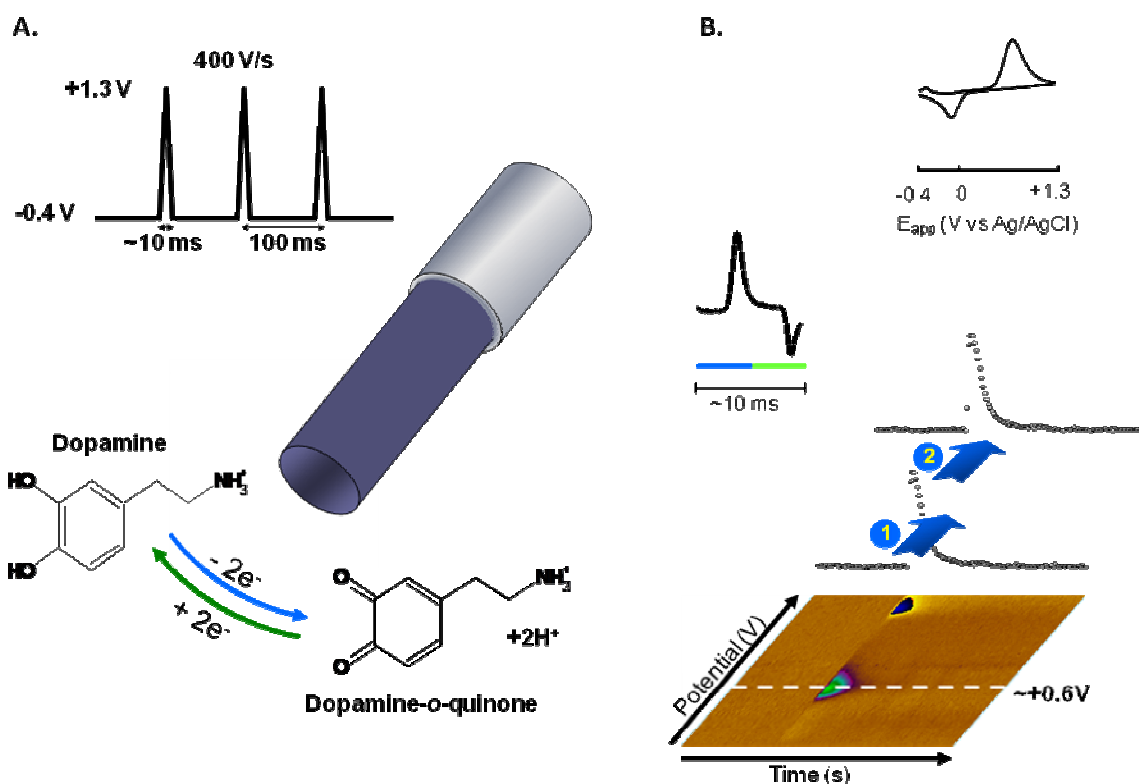 A.
400 V/s
+1.3 V
-0.4 V
~10 ms
100 ms
Dopamine
HO
HO
NH₃⁺
- 2e-
+ 2e-
O
O
NH₃⁺
+2H⁺
Dopamine-o-quinone
B.
-0.4 0 +1.3
E_app (V vs Ag/AgCl)
~10 ms
2
1
Potential (V)
~+0.6V
Time (s)